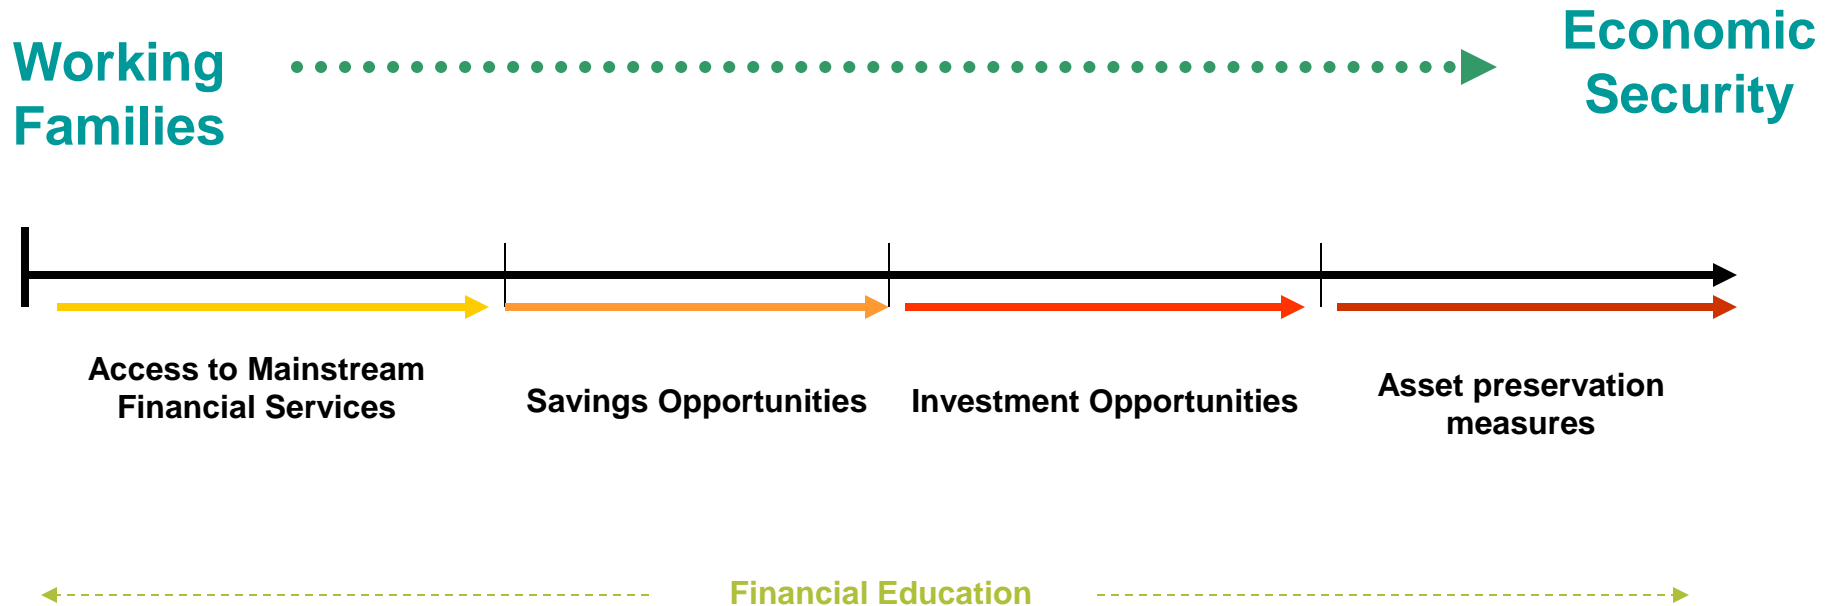 Working
Families
Economic
Security
Access to Mainstream
Financial Services
Savings Opportunities
Investment Opportunities
Asset preservation
measures
Financial Education